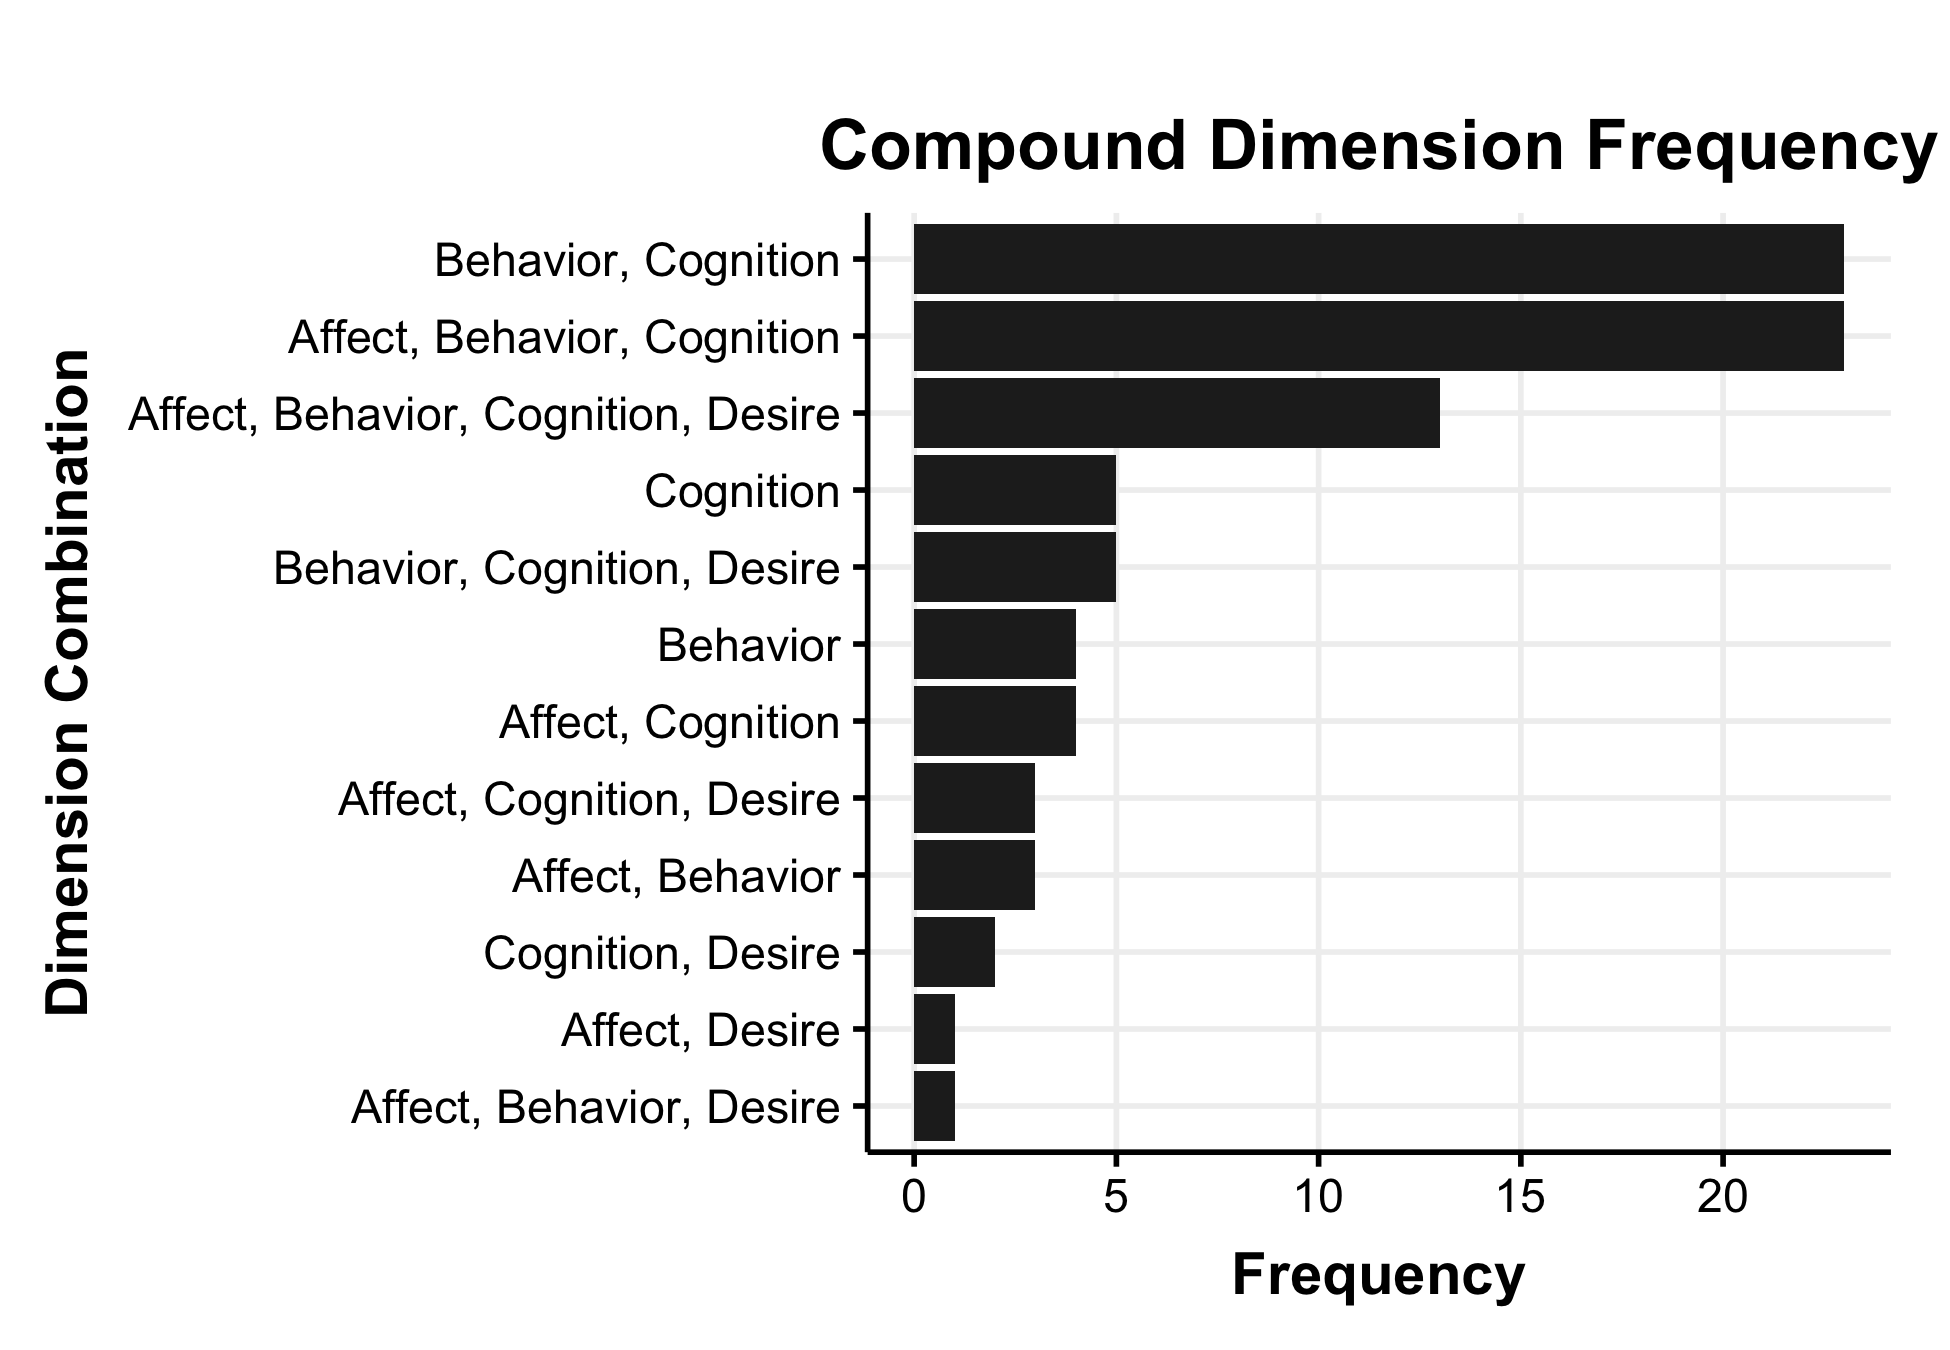 Compound Dimension Frequency
Dimension Combination
Behavior, Cognition
Affect, Behavior, Cognition
Affect, Behavior, Cognition, Desire
Cognition
Behavior, Cognition, Desire
Behavior
Affect, Cognition
Affect, Cognition, Desire
Affect, Behavior
Cognition, Desire
Affect, Desire
Affect, Behavior, Desire
0 5 10 15 20
Frequency